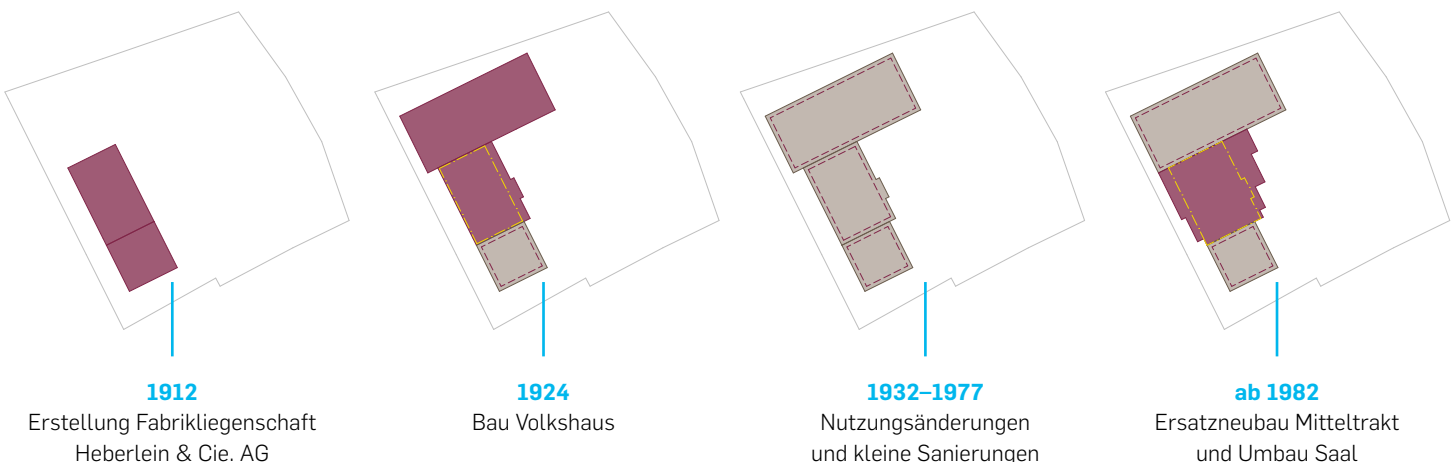 1912
Erstellung Fabrikliegenschaft
Heberlein & Cie. AG
1924
Bau Volkshaus
1932–1977
Nutzungsänderungen
und kleine Sanierungen
ab 1982
Ersatzneubau Mitteltrakt
und Umbau Saal